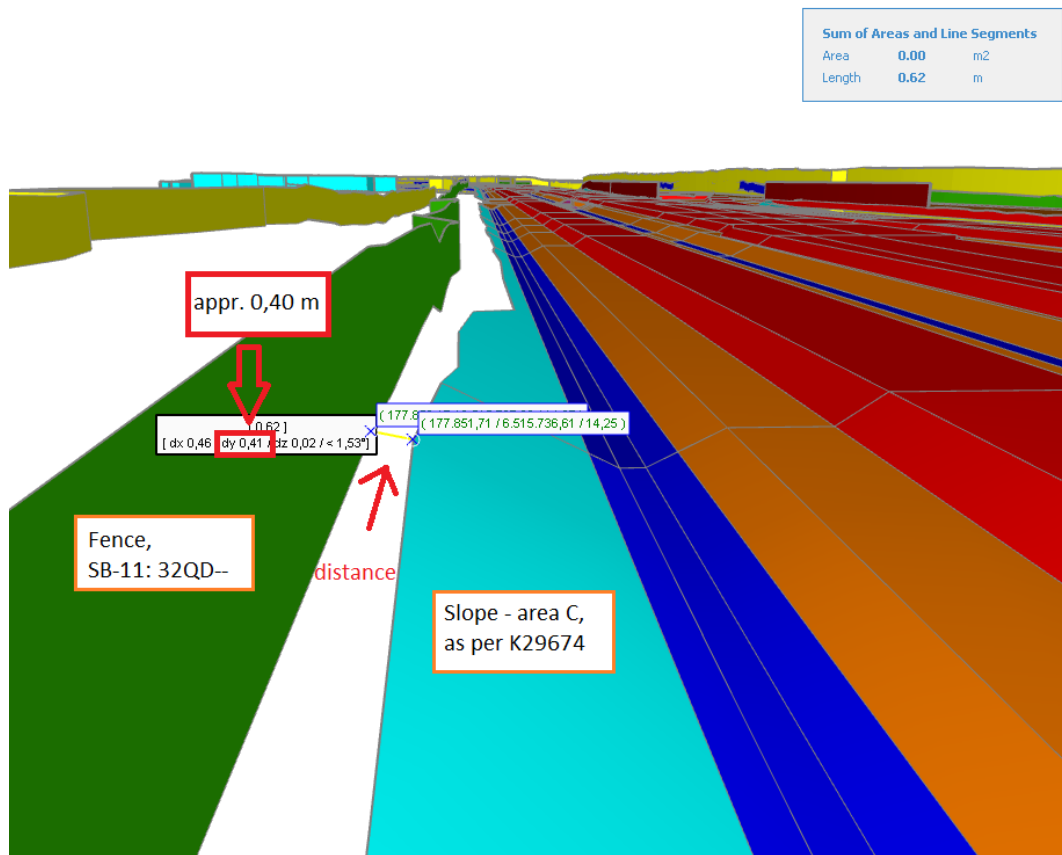 Sum of Areas and Line Segments
Area 0.00 m2
Length 0.62 m
appr. 0,40 m
( 177.8
( 177.851,71 / 6.515.736,61 / 14,25 )
0.62 ]
[ dx 0,46 / dy 0,41 / dz 0,02 / < 1,53°]
Fence,
SB-11: 32QD--
distance
Slope - area C,
as per K29674